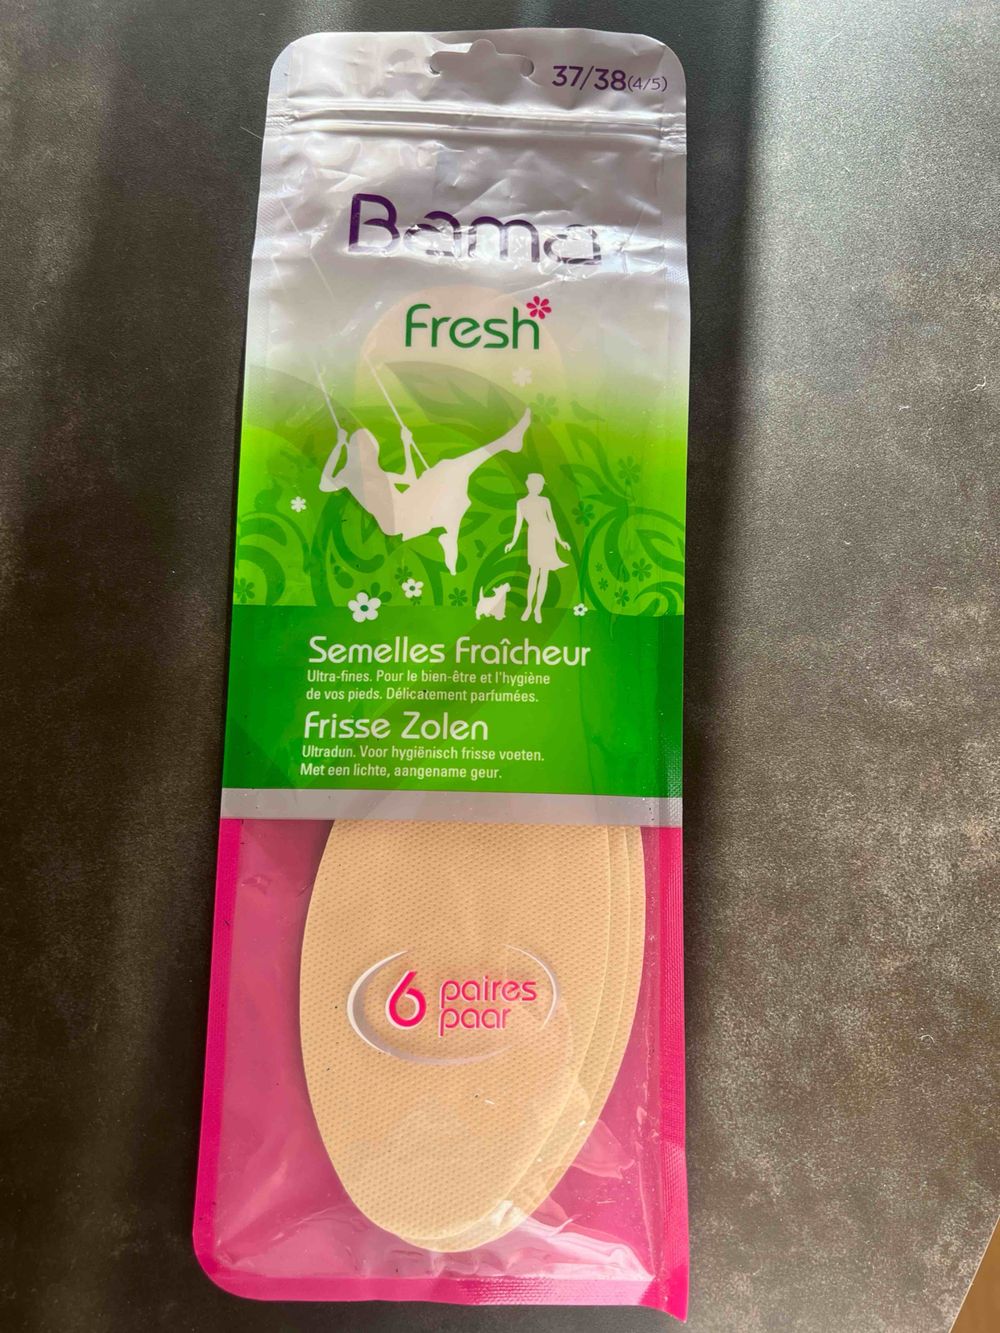 37/38(4/5)
Bama
Fresh
Semelles Fraîcheur
Ultra-fines. Pour le bien-être et l'hygiène
de vos pieds. Délicatement parfumées.
Frisse Zolen
Ultradun. Voor hygiënisch frisse voeten.
Met een lichte, aangename geur.
6 paires
paar